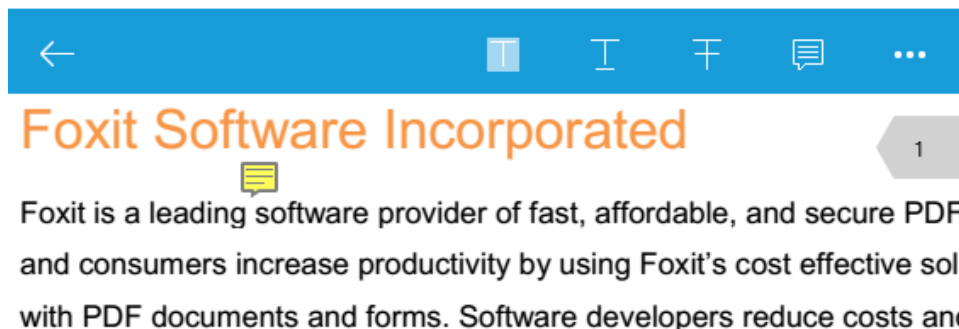 Foxit Software Incorporated
1
Foxit is a leading software provider of fast, affordable, and secure PDF
and consumers increase productivity by using Foxit's cost effective sol
with PDF documents and forms. Software developers reduce costs and